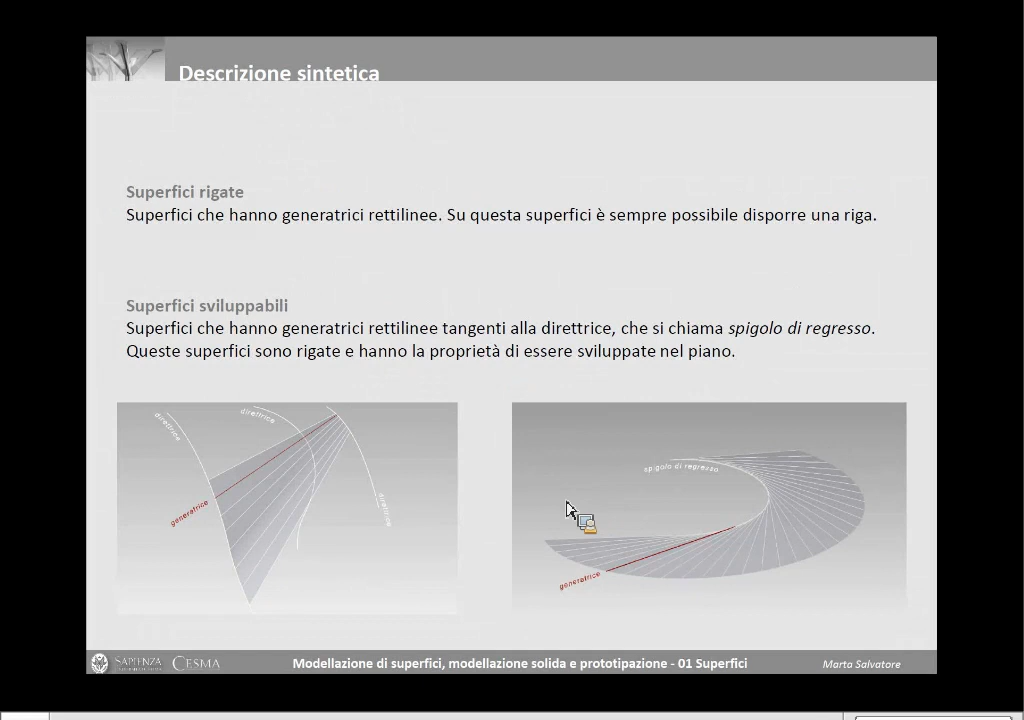 Descrizione sintetica
Superfici rigate
Superfici che hanno generatrici rettilinee. Su questa superfici è sempre possibile disporre una riga.
Superfici sviluppabili
Superfici che hanno generatrici rettilinee tangenti alla direttrice, che si chiama spigolo di regresso.
Queste superfici sono rigate e hanno la proprietà di essere sviluppate nel piano.
direttrice
direttrice
direttrice
generatrice
spigolo di regresso
generatrice
SAPIENZA
CESMA
Modellazione di superfici, modellazione solida e prototipazione - 01 Superfici
Marta Salvatore